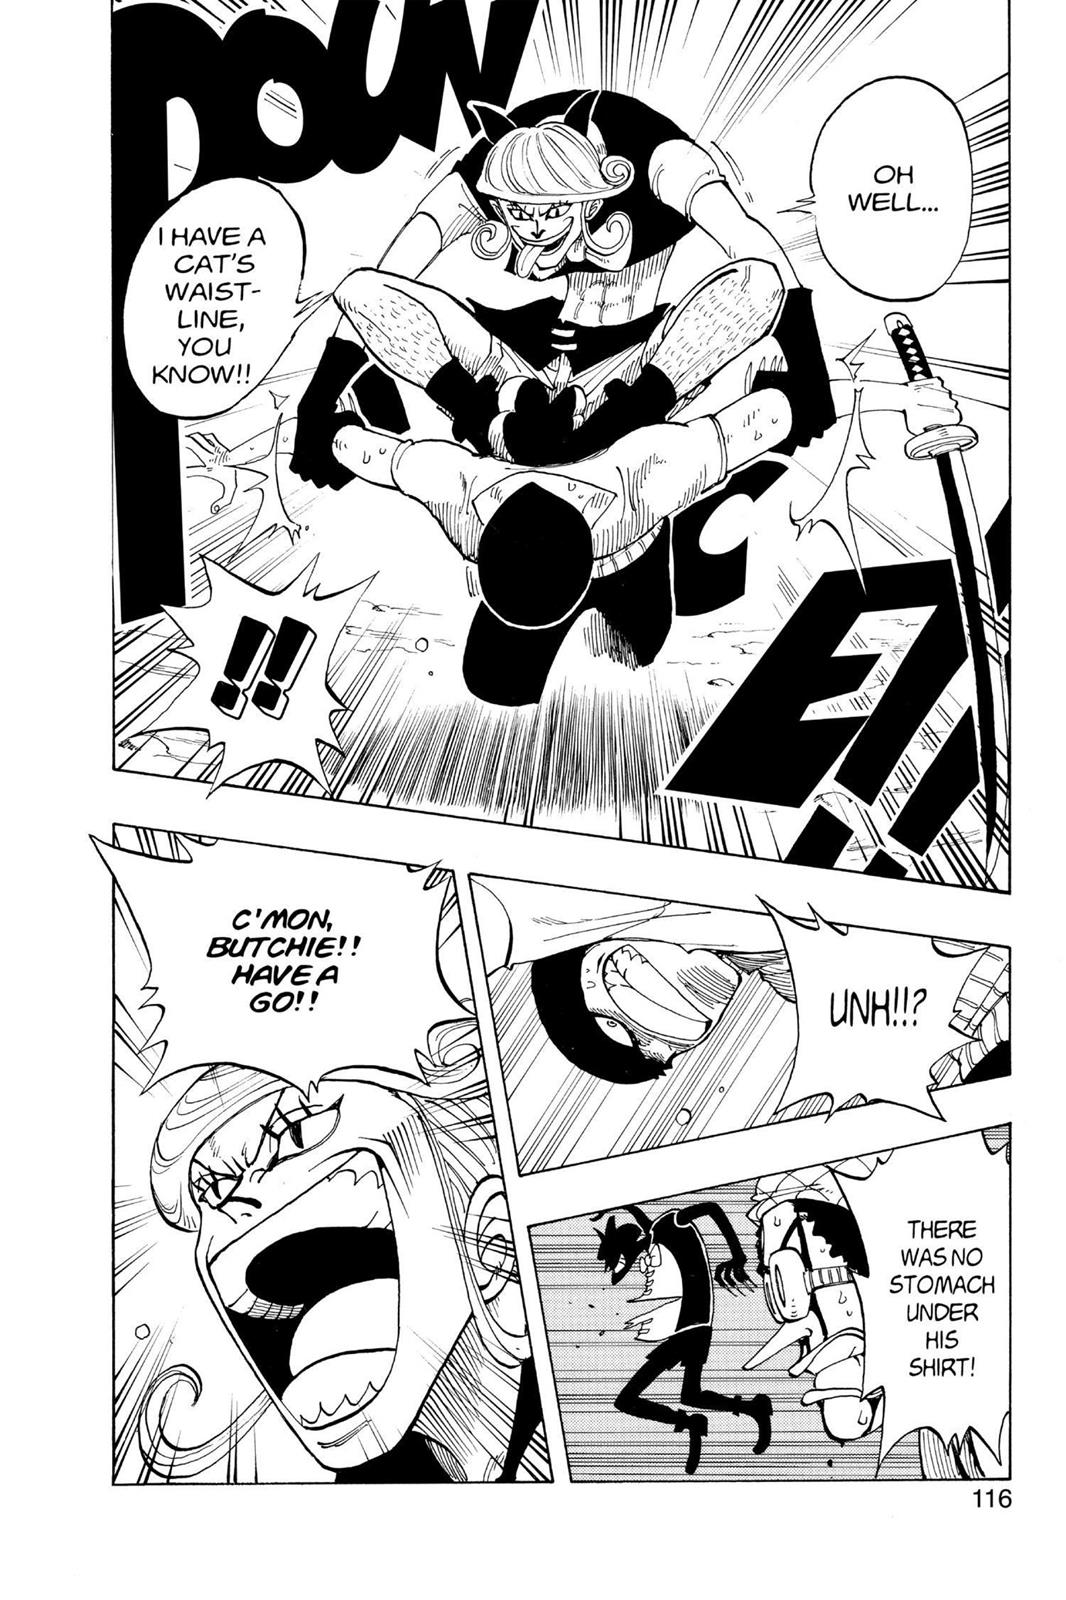 OH
WELL...
POUNCE!!
I HAVE A
CAT'S
WAIST-
LINE,
YOU
KNOW!!
!!
UNH!!?
THERE
WAS NO
STOMACH
UNDER
HIS
SHIRT!
C'MON,
BUTCHIE!!
HAVE A
GO!!
116